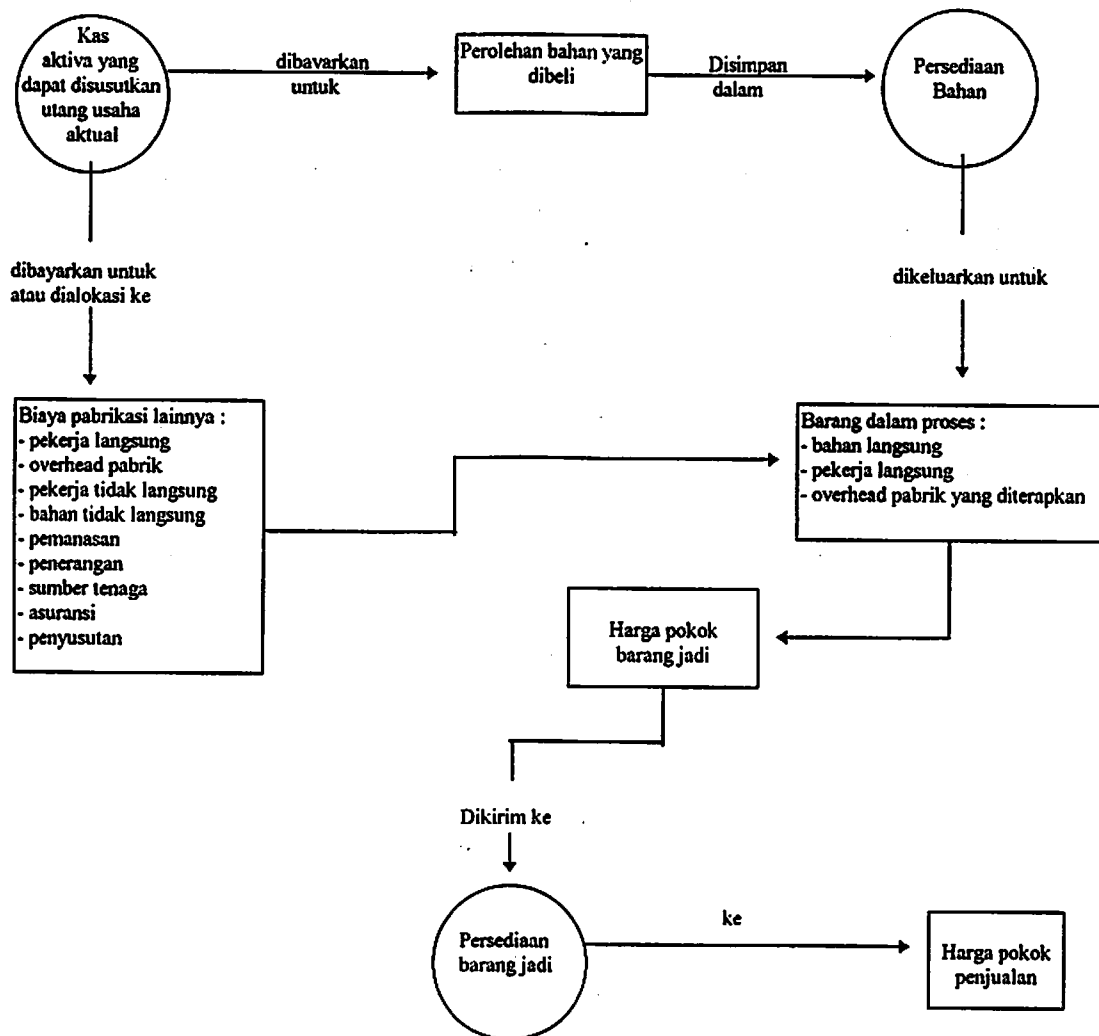 Kas
aktiva yang
dapat disusutkan
utang usaha
aktual
dibavarkan
untuk
Perolehan bahan yang
dibeli
Disimpan
dalam
Persediaan
Bahan
dibayarkan untuk
atau dialokasi ke
dikeluarkan untuk
Biaya pabrikasi lainnya :
- pekerja langsung
- overhead pabrik
- pekerja tidak langsung
- bahan tidak langsung
- pemanasan
- penerangan
- sumber tenaga
- asuransi
- penyusutan
Barang dalam proses :
- bahan langsung
- pekerja langsung
- overhead pabrik yang diterapkan
Harga pokok
barang jadi
Dikirim ke
Persediaan
barang jadi
ke
Harga pokok
penjualan